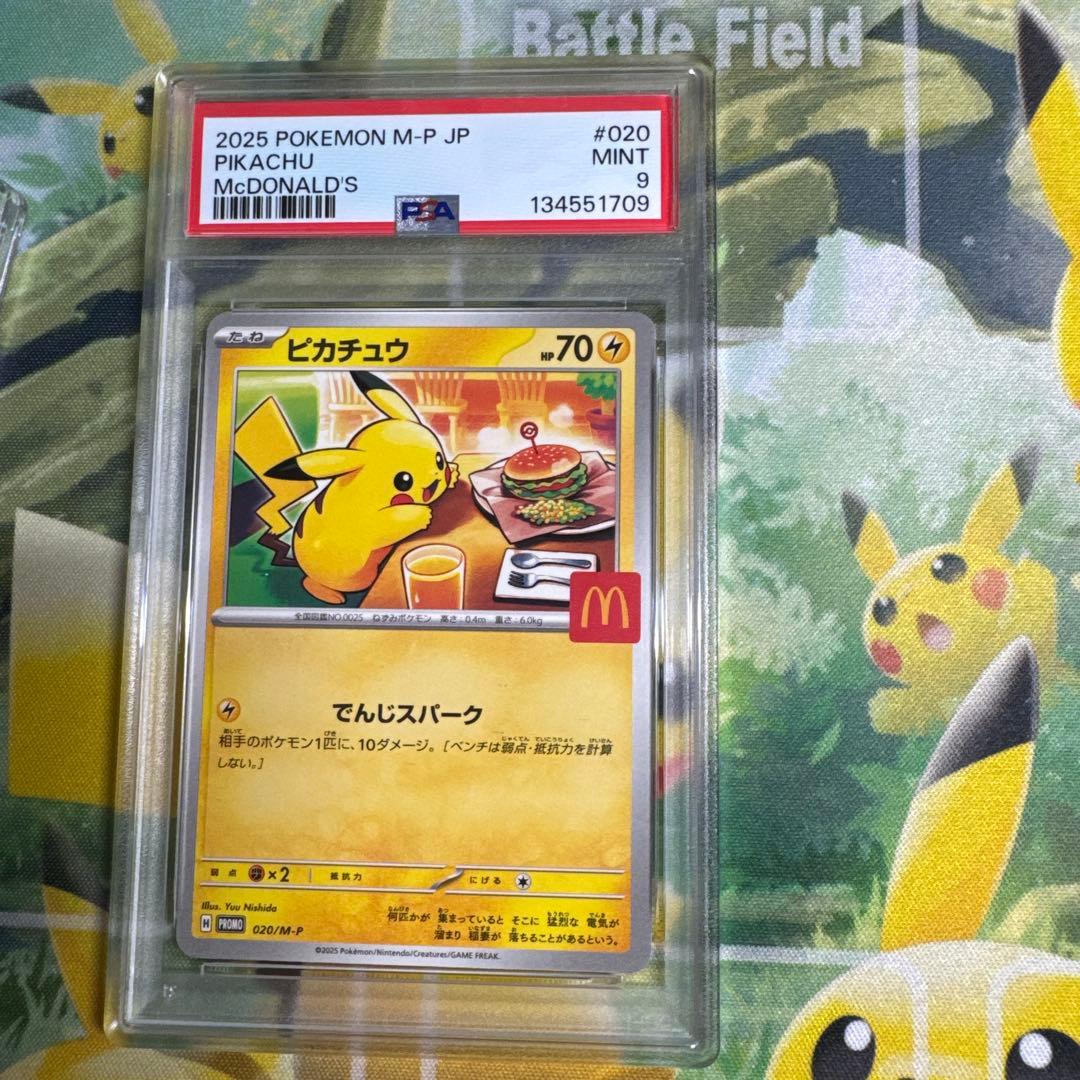 Battle Field
2025 POKEMON M-P JP #020
PIKACHU MINT
McDONALD'S 9
PSA 134551709
たね ピカチュウ HP70
全国図鑑NO.0025 ねずみポケモン 高さ:0.4m 重さ:6.0kg
M
でんじスパーク
相手のポケモン1匹に、10ダメージ。[ベンチは弱点・抵抗力を計算
しない。]
弱点 ×2 抵抗力 にげる
Illus. Yuu Nishida
何匹かが 集まっていると そこに 猛烈な 電気が
溜まり 稲妻が 落ちることがあるという。
H PROMO 020/M-P
©2025 Pokémon/Nintendo/Creatures/GAME FREAK.